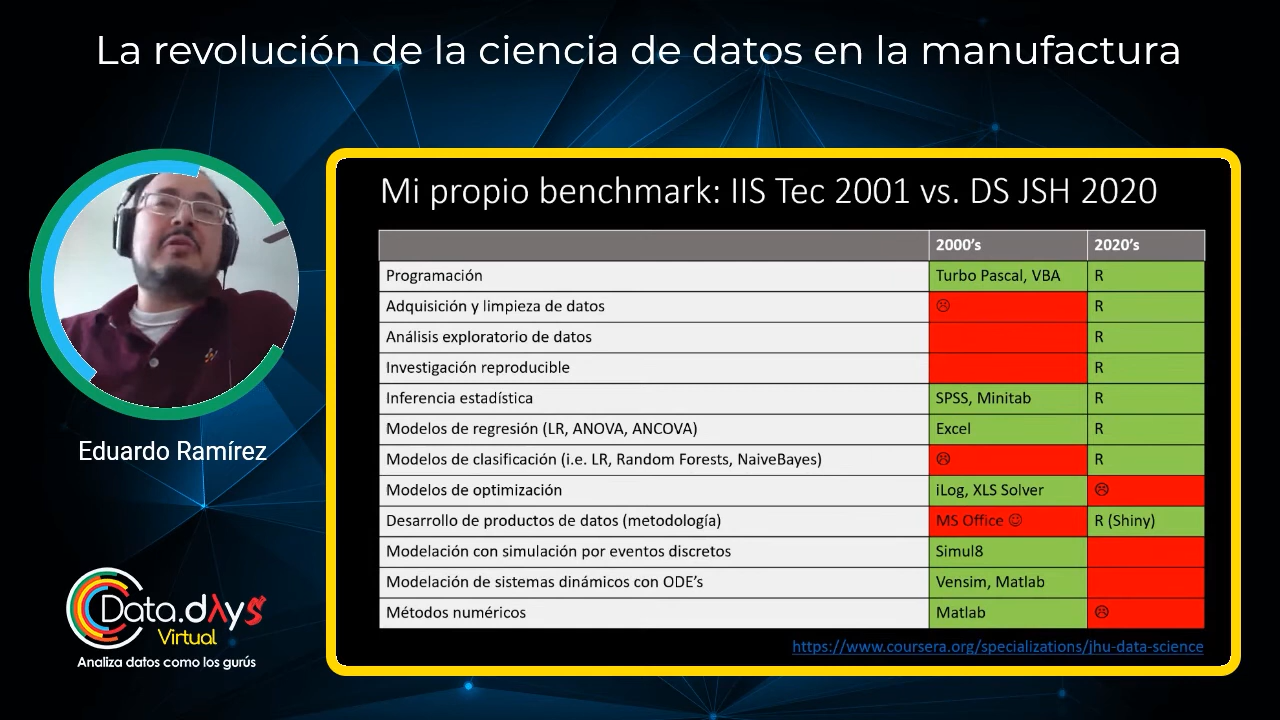 La revolución de la ciencia de datos en la manufactura
Mi propio benchmark: IIS Tec 2001 vs. DS JSH 2020
2000's 2020's
Programación Turbo Pascal, VBA R
Adquisición y limpieza de datos ☹ R
Análisis exploratorio de datos R
Investigación reproducible R
Inferencia estadística SPSS, Minitab R
Modelos de regresión (LR, ANOVA, ANCOVA) Excel R
Modelos de clasificación (i.e. LR, Random Forests, NaiveBayes) ☹ R
Modelos de optimización iLog, XLS Solver ☹
Desarrollo de productos de datos (metodología) MS Office ☺ R (Shiny)
Modelación con simulación por eventos discretos Simul8
Modelación de sistemas dinámicos con ODE's Vensim, Matlab
Métodos numéricos Matlab ☹
https://www.coursera.org/specializations/jhu-data-science
Eduardo Ramírez
Data.dλys
Virtual
Analiza datos como los gurús